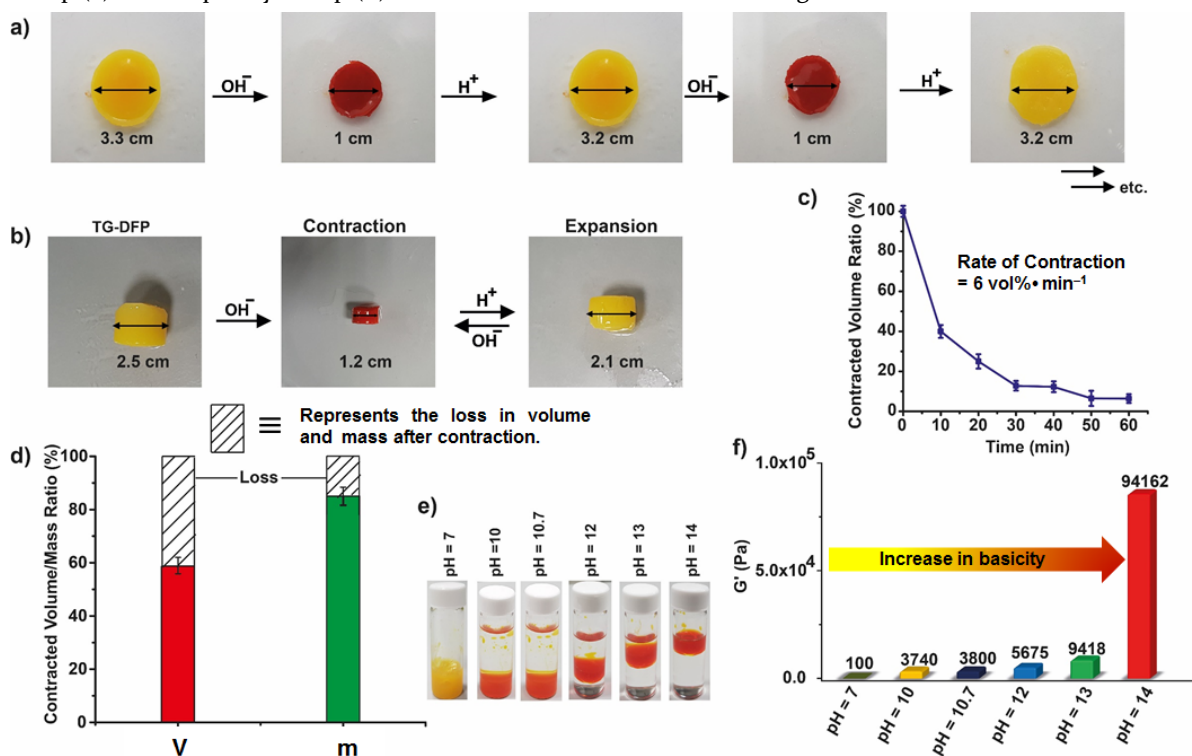 a)
OH⁻
H⁺
OH⁻
H⁺
3.3 cm
1 cm
3.2 cm
1 cm
3.2 cm
etc.
b)
TG-DFP
Contraction
Expansion
OH⁻
H⁺
OH⁻
2.5 cm
1.2 cm
2.1 cm
c)
Contracted Volume Ratio (%)
100
80
60
40
20
0
Rate of Contraction
= 6 vol%•min⁻¹
0 10 20 30 40 50 60
Time (min)
≡ Represents the loss in volume
and mass after contraction.
d)
Contracted Volume/Mass Ratio (%)
100
80
60
40
20
0
Loss
V
m
e)
pH = 7
pH =10
pH = 10.7
pH = 12
pH = 13
pH = 14
f)
G' (Pa)
1.0x10⁵
5.0x10⁴
0.0
94162
Increase in basicity
100
3740
3800
5675
9418
pH = 7
pH = 10
pH = 10.7
pH = 12
pH = 13
pH = 14